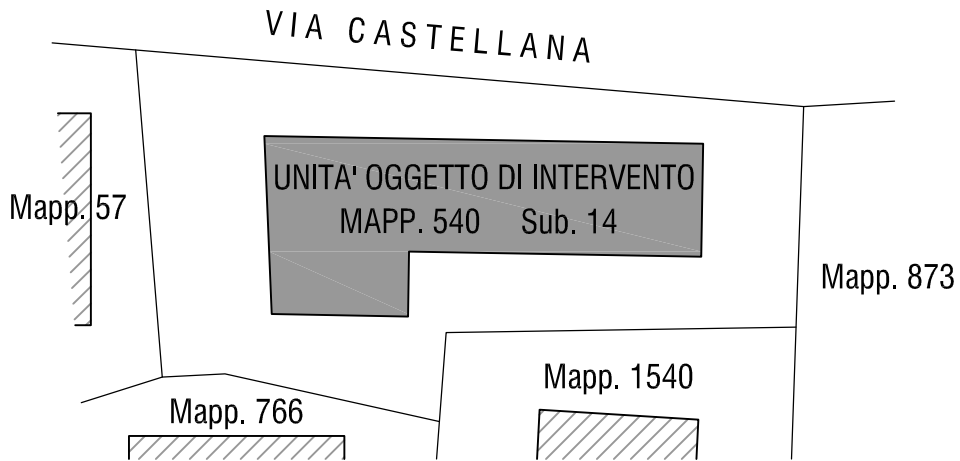 VIA CASTELLANA
UNITA' OGGETTO DI INTERVENTO
MAPP. 540 Sub. 14
Mapp. 57
Mapp. 873
Mapp. 1540
Mapp. 766